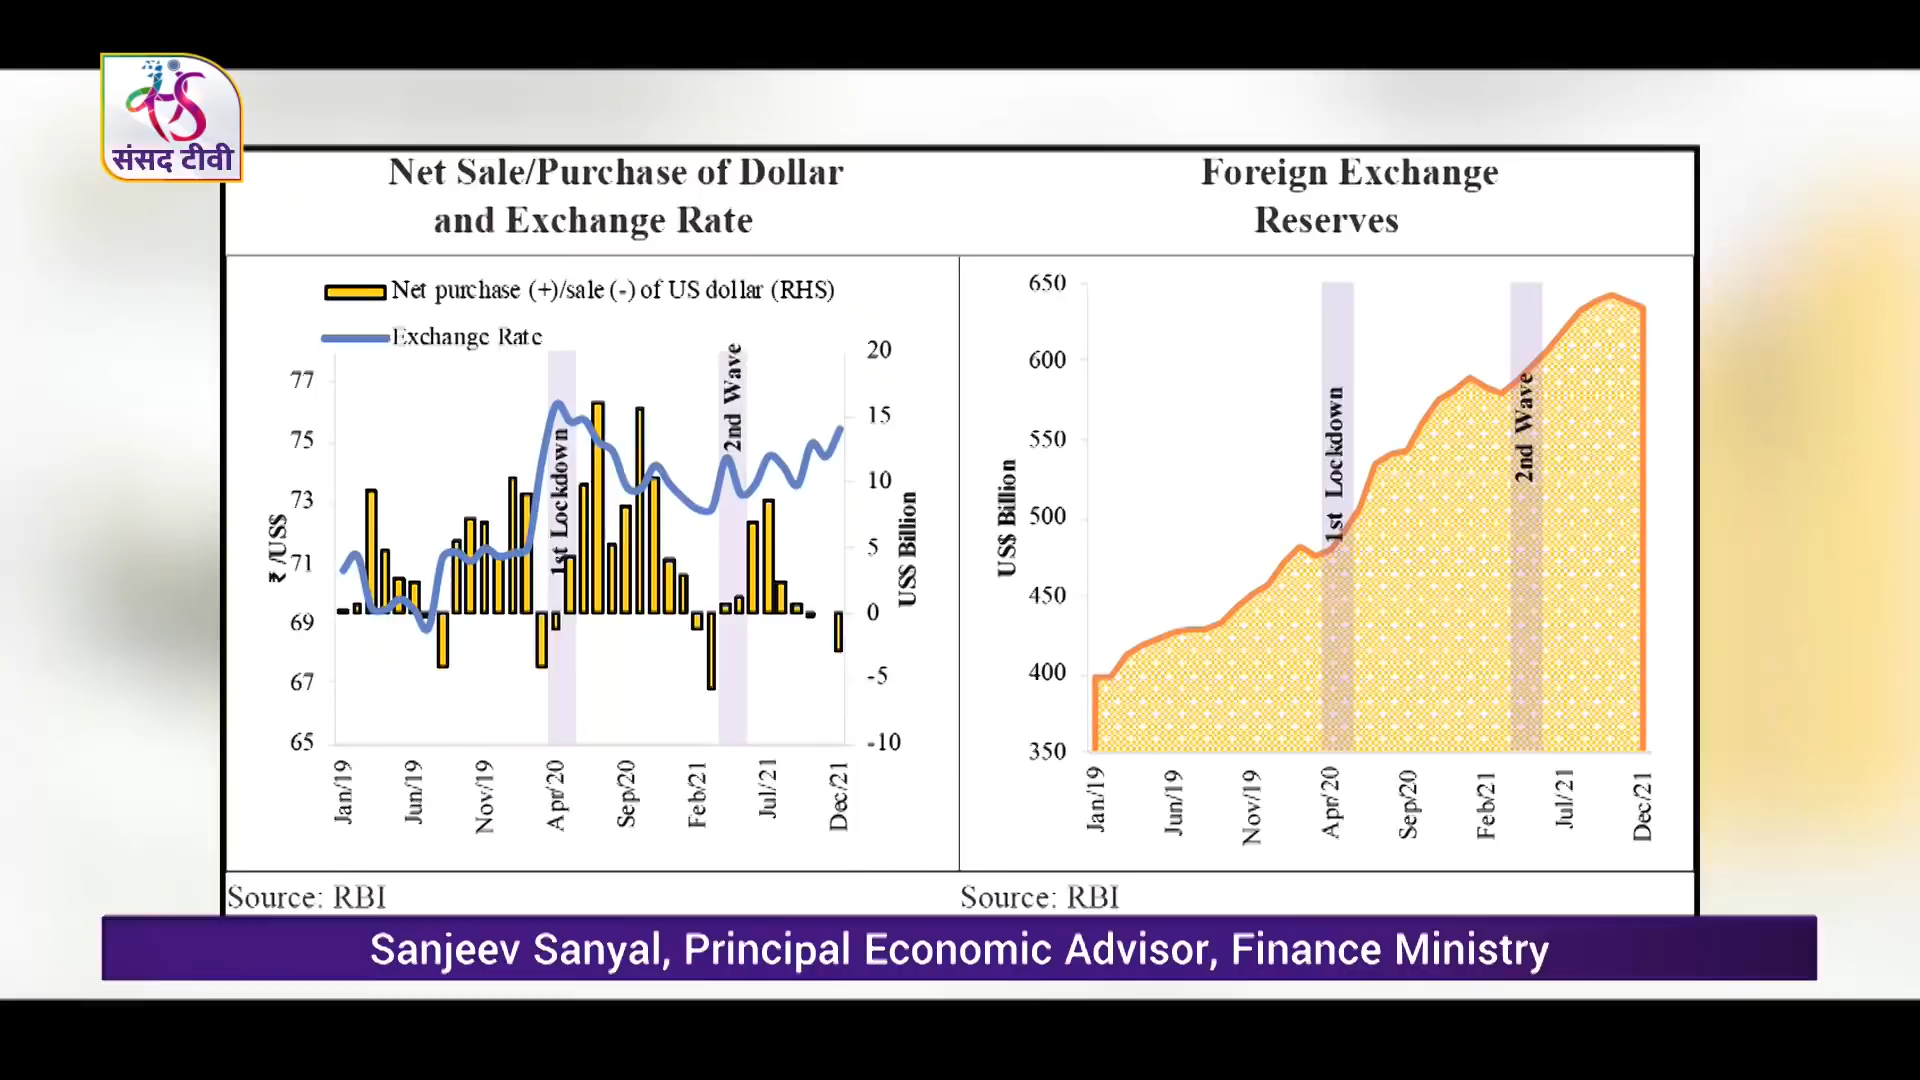 संसद टीवी
Net Sale/Purchase of Dollar
and Exchange Rate
Net purchase (+)/sale (-) of US dollar (RHS)
Exchange Rate
77
75
73
71
69
67
65
₹ /US$
20
15
10
5
0
-5
-10
US$ Billion
1st Lockdown
2nd Wave
Jan/19
Jun/19
Nov/19
Apr/20
Sep/20
Feb/21
Jul/21
Dec/21
Source: RBI
Foreign Exchange
Reserves
650
600
550
500
450
400
350
US$ Billion
1st Lockdown
2nd Wave
Jan/19
Jun/19
Nov/19
Apr/20
Sep/20
Feb/21
Jul/21
Dec/21
Source: RBI
Sanjeev Sanyal, Principal Economic Advisor, Finance Ministry